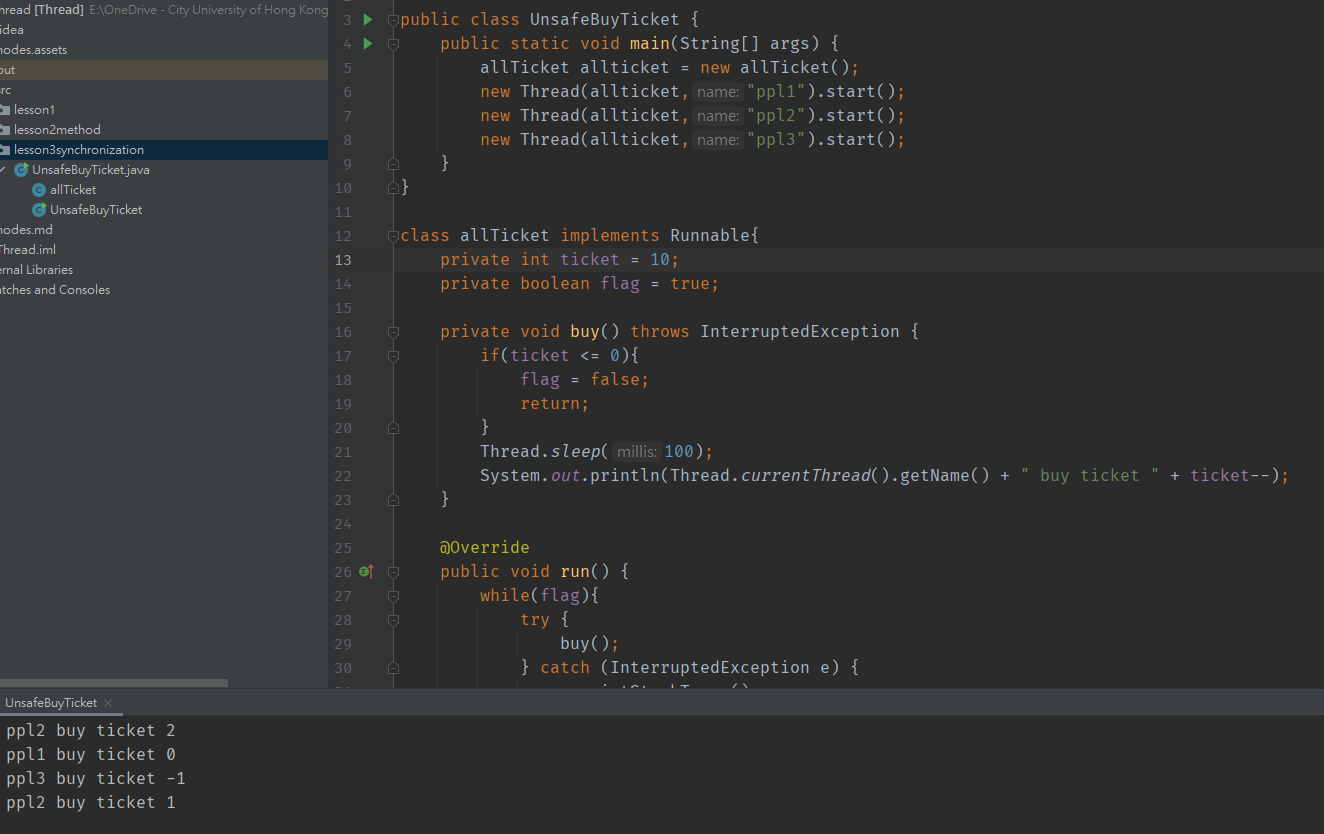 hread [Thread] E:\OneDrive - City University of Hong Kong
idea
nodes.assets
out
rc
lesson1
lesson2method
lesson3synchronization
UnsafeBuyTicket.java
allTicket
UnsafeBuyTicket
nodes.md
Thread.iml
ernal Libraries
atches and Consoles
3 public class UnsafeBuyTicket {
4 public static void main(String[] args) {
5 allTicket allticket = new allTicket();
6 new Thread(allticket, name: "ppl1").start();
7 new Thread(allticket, name: "ppl2").start();
8 new Thread(allticket, name: "ppl3").start();
9 }
10 }
11
12 class allTicket implements Runnable{
13 private int ticket = 10;
14 private boolean flag = true;
15
16 private void buy() throws InterruptedException {
17 if(ticket <= 0){
18 flag = false;
19 return;
20 }
21 Thread.sleep( millis: 100);
22 System.out.println(Thread.currentThread().getName() + " buy ticket " + ticket--);
23 }
24
25 @Override
26 public void run() {
27 while(flag){
28 try {
29 buy();
30 } catch (InterruptedException e) {
UnsafeBuyTicket
ppl2 buy ticket 2
ppl1 buy ticket 0
ppl3 buy ticket -1
ppl2 buy ticket 1